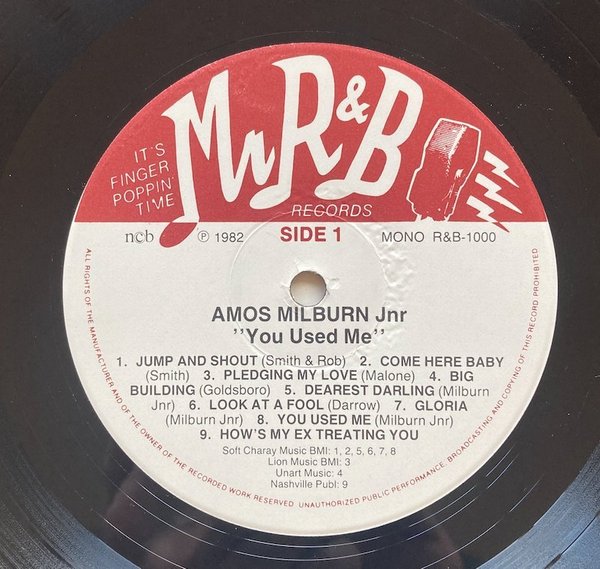 Mr R&B
IT'S
FINGER
POPPIN'
TIME
RECORDS
ncb ℗ 1982 SIDE 1 MONO R&B-1000
AMOS MILBURN Jnr
"You Used Me"
1. JUMP AND SHOUT (Smith & Rob) 2. COME HERE BABY
(Smith) 3. PLEDGING MY LOVE (Malone) 4. BIG
BUILDING (Goldsboro) 5. DEAREST DARLING (Milburn
Jnr) 6. LOOK AT A FOOL (Darrow) 7. GLORIA
(Milburn Jnr) 8. YOU USED ME (Milburn Jnr)
9. HOW'S MY EX TREATING YOU
Soft Charay Music BMI: 1, 2, 5, 6, 7, 8
Lion Music BMI: 3
Unart Music: 4
Nashville Publ: 9
ALL RIGHTS OF THE MANUFACTURER AND OF THE OWNER OF THE RECORDED WORK RESERVED. UNAUTHORIZED PUBLIC PERFORMANCE, BROADCASTING AND COPYING OF THIS RECORD PROHIBITED